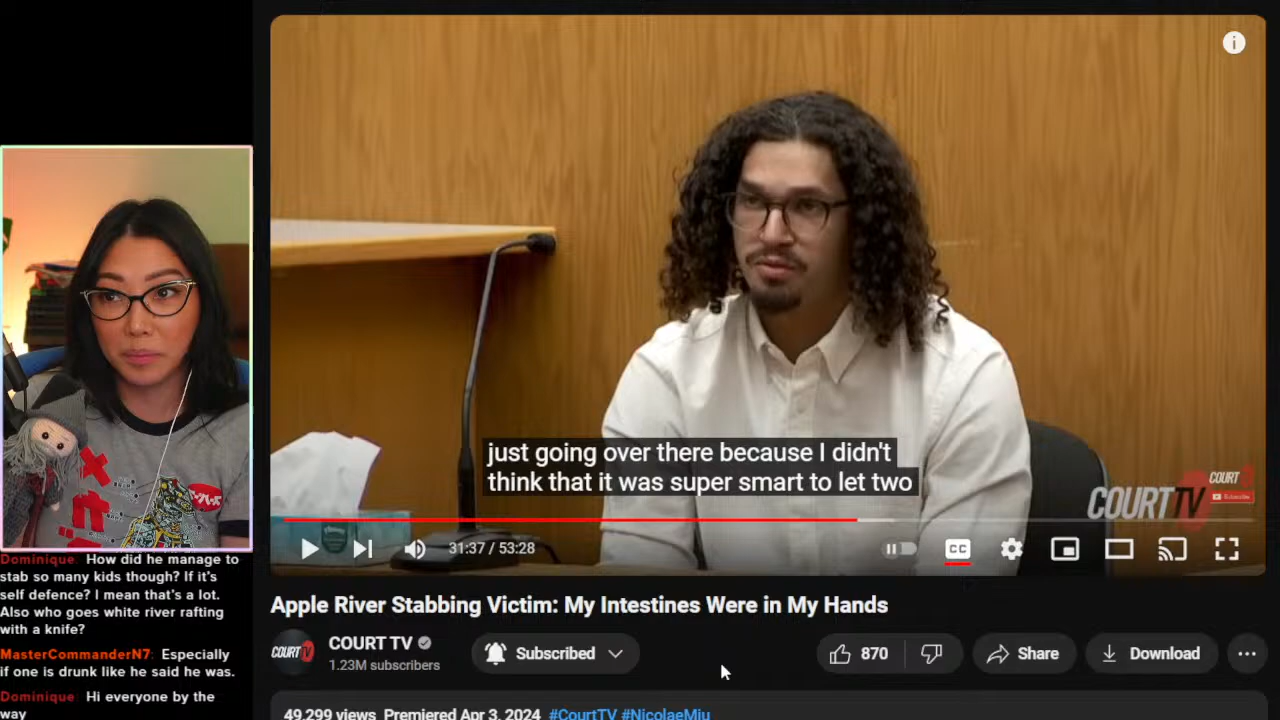 just going over there because I didn't
think that it was super smart to let two
COURT TV
COURT
Subscribe
31:37 / 53:28
CC
Apple River Stabbing Victim: My Intestines Were in My Hands
COURT TV
1.23M subscribers
Subscribed
870
Share
Download
49,299 views Premiered Apr 3, 2024 #CourtTV #NicolaeMiu
Dominique: How did he manage to
stab so many kids though? If it's
self defence? I mean that's a lot.
Also who goes white river rafting
with a knife?
MasterCommanderN7: Especially
if one is drunk like he said he was.
Dominique: Hi everyone by the
way